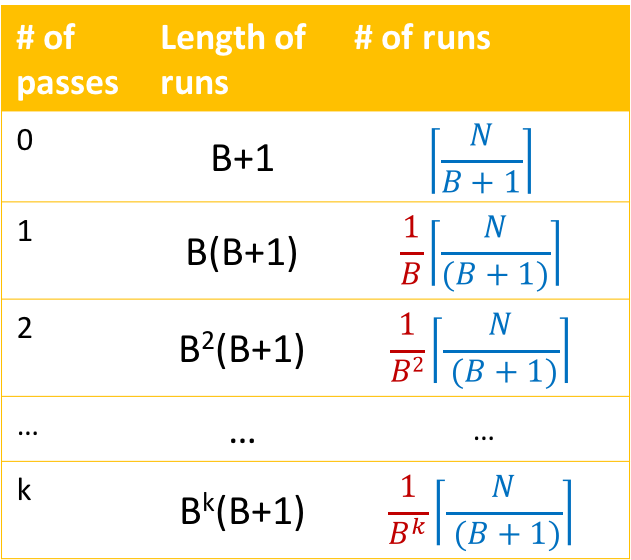 # of passes | Length of runs | # of runs
0 | B+1 | ⌈N/(B + 1)⌉
1 | B(B+1) | 1/B ⌈N/(B + 1)⌉
2 | B²(B+1) | 1/B² ⌈N/(B + 1)⌉
... | ... | ...
k | Bᵏ(B+1) | 1/Bᵏ ⌈N/(B + 1)⌉